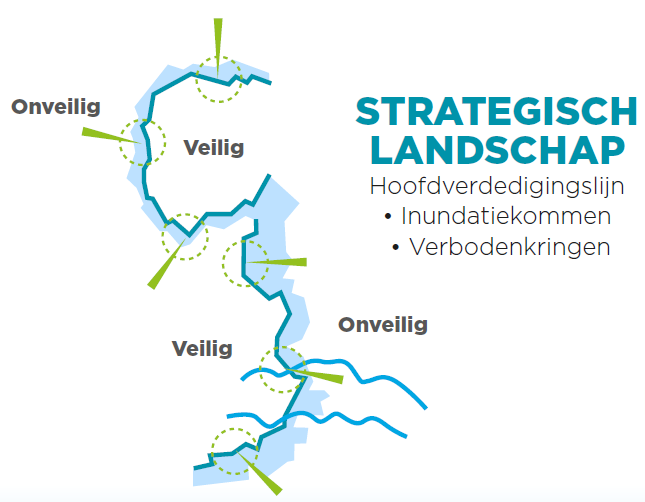 STRATEGISCH
LANDSCHAP
Hoofdverdedigingslijn
• Inundatiekommen
• Verbodenkringen
Onveilig
Veilig
Onveilig
Veilig